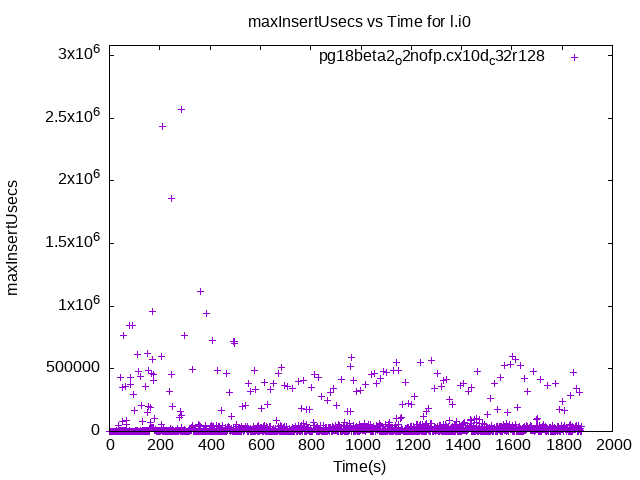 maxInsertUsecs vs Time for l.i0
pg18beta2_o2nofp.cx10d_c32r128
3x10^6
2.5x10^6
2x10^6
1.5x10^6
1x10^6
500000
0
maxInsertUsecs
0 200 400 600 800 1000 1200 1400 1600 1800 2000
Time(s)